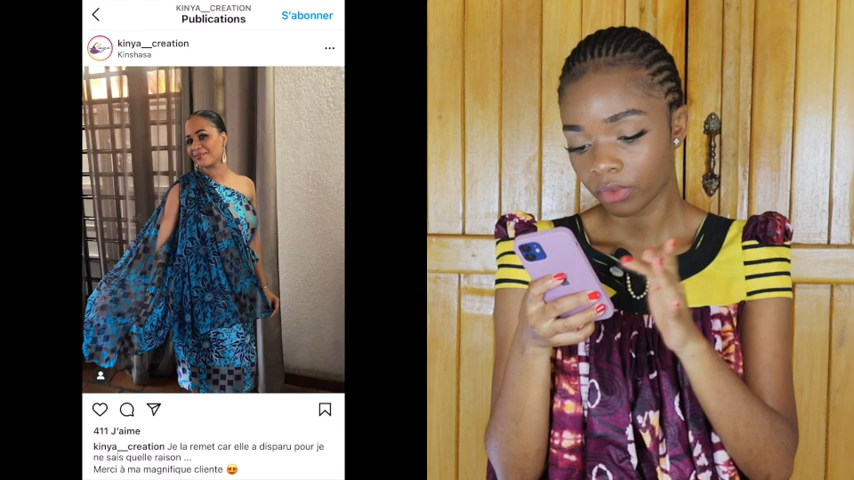 KINYA__CREATION
Publications
S'abonner
kinya__creation
Kinshasa
411 J'aime
kinya__creation Je la remet car elle a disparu pour je
ne sais quelle raison ...
Merci à ma magnifique cliente 😍